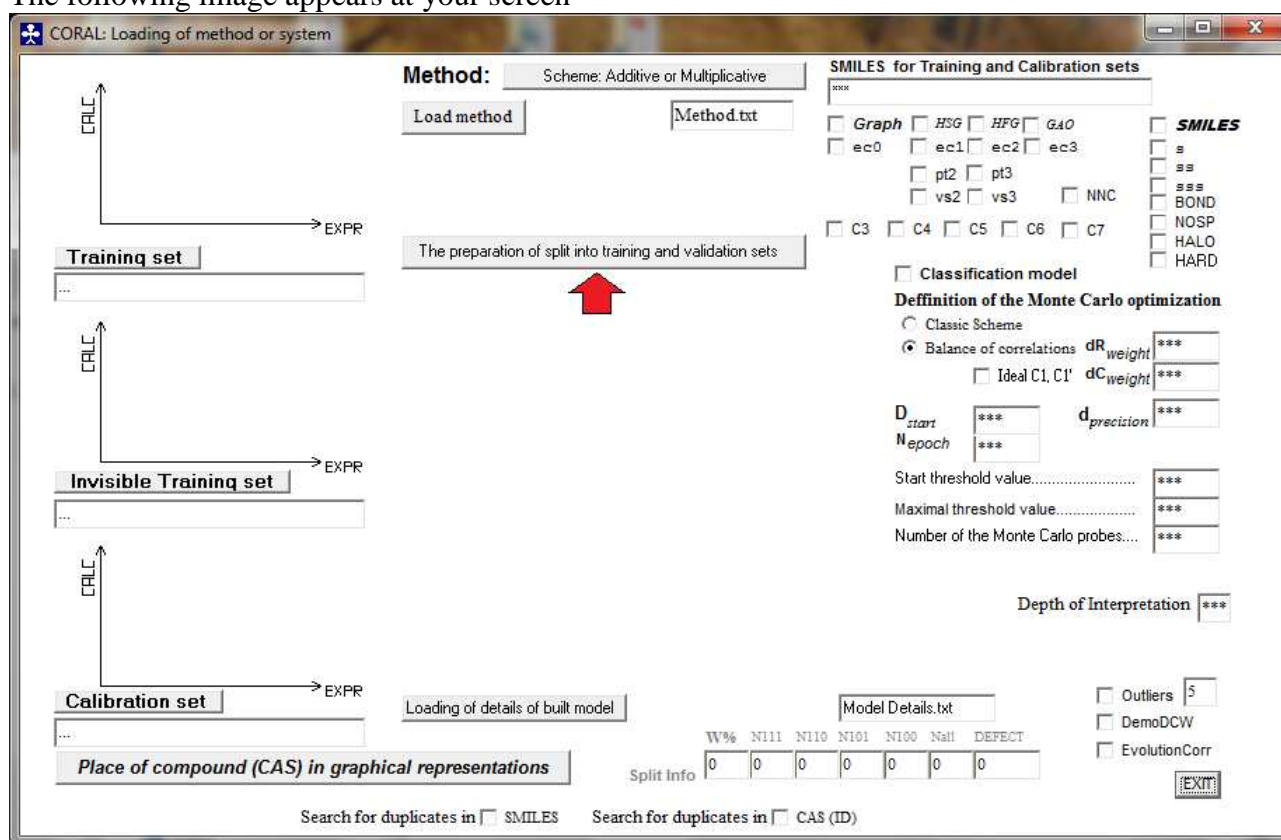 The following image appears at your screen
CORAL: Loading of method or system
Method: Scheme: Additive or Multiplicative
Load method Method.txt
SMILES for Training and Calibration sets
***
Graph HSG HFG GAO
ec0 ec1 ec2 ec3
pt2 pt3
vs2 vs3 NNC
C3 C4 C5 C6 C7
SMILES
s
ss
sss
BOND
NOSP
HALO
HARD
CALC
EXPR
Training set
...
The preparation of split into training and validation sets
Classification model
Deffinition of the Monte Carlo optimization
Classic Scheme
Balance of correlations dRweight ***
Ideal C1, C1' dCweight ***
Dstart *** dprecision ***
Nepoch ***
Start threshold value......................... ***
Maximal threshold value................... ***
Number of the Monte Carlo probes.... ***
CALC
EXPR
Invisible Training set
...
Depth of Interpretation ***
CALC
EXPR
Calibration set
...
Loading of details of built model Model Details.txt
W% N111 N110 N101 N100 Nall DEFECT
Split Info 0 0 0 0 0 0 0
Outliers 5
DemoDCW
EvolutionCorr
EXIT
Place of compound (CAS) in graphical representations
Search for duplicates in SMILES Search for duplicates in CAS (ID)